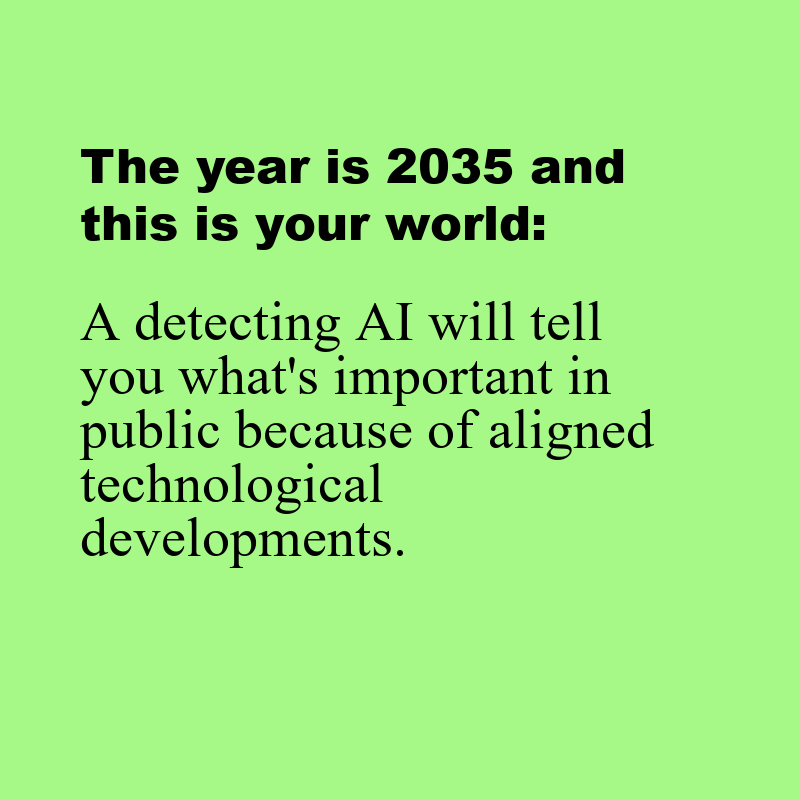 The year is 2035 and
this is your world:
A detecting AI will tell
you what's important in
public because of aligned
technological
developments.